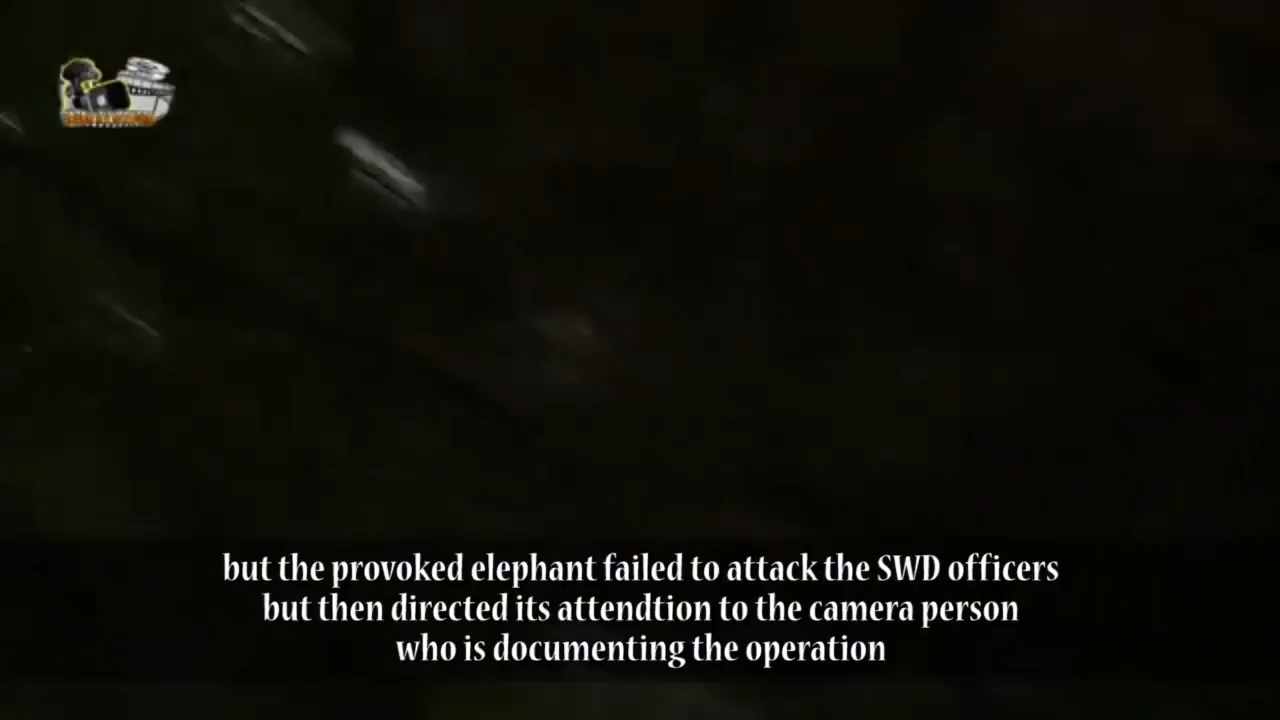 but the provoked elephant failed to attack the SWD officers
but then directed its attendtion to the camera person
who is documenting the operation